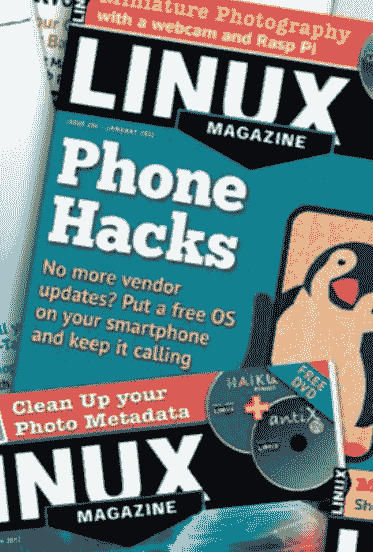 Miniature Photography
with a webcam and Rasp Pi
LINUX
MAGAZINE
Phone
Hacks
No more vendor
updates? Put a free OS
on your smartphone
and keep it calling
FREE
DVD
HAIKU
+
antiX
Clean Up your
Photo Metadata
INUX
MAGAZINE
LINUX